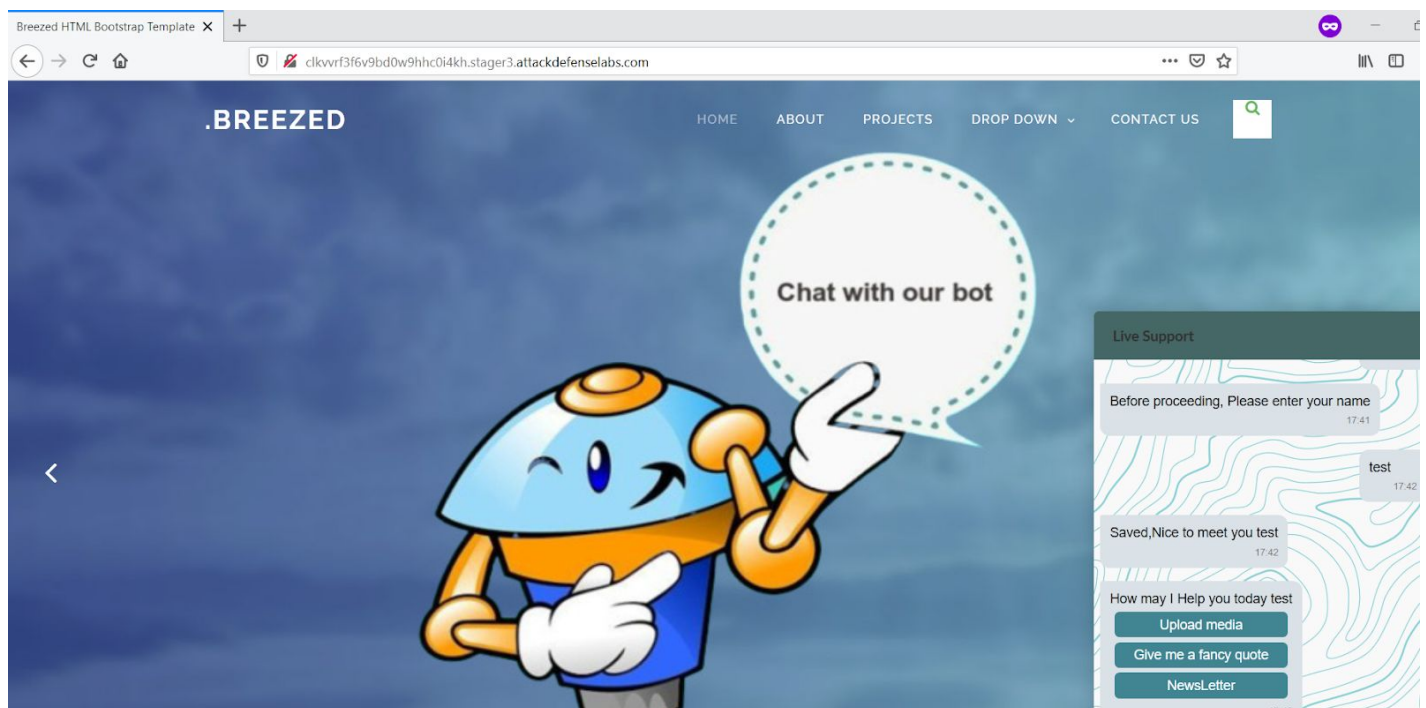 Breezed HTML Bootstrap Template
clkvvrf3f6v9bd0w9hhc0i4kh.stager3.attackdefenselabs.com
.BREEZED
HOME ABOUT PROJECTS DROP DOWN CONTACT US
Chat with our bot
Live Support
Before proceeding, Please enter your name
17:41
test
17:42
Saved,Nice to meet you test
17:42
How may I Help you today test
Upload media
Give me a fancy quote
NewsLetter